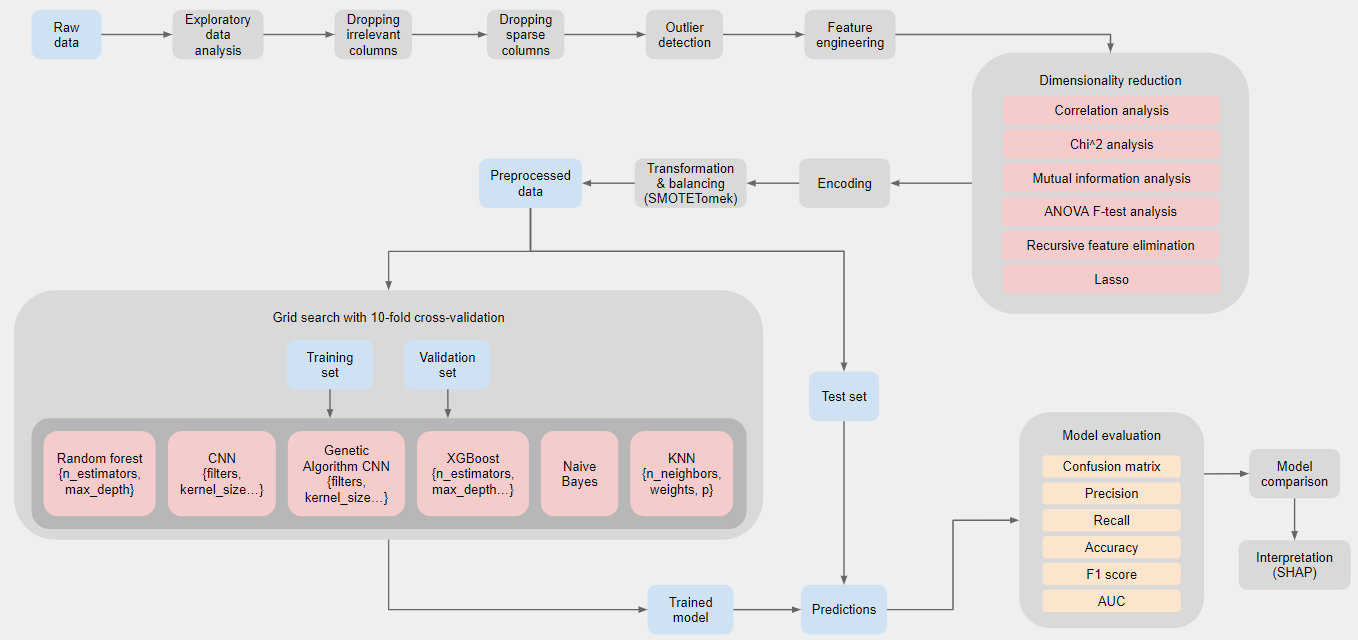 Raw
data
Exploratory
data
analysis
Dropping
irrelevant
columns
Dropping
sparse
columns
Outlier
detection
Feature
engineering
Dimensionality reduction
Correlation analysis
Chi^2 analysis
Mutual information analysis
ANOVA F-test analysis
Recursive feature elimination
Lasso
Encoding
Transformation
& balancing
(SMOTETomek)
Preprocessed
data
Grid search with 10-fold cross-validation
Training
set
Validation
set
Random forest
{n_estimators,
max_depth}
CNN
{filters,
kernel_size...}
Genetic
Algorithm CNN
{filters,
kernel_size...}
XGBoost
{n_estimators,
max_depth...}
Naive
Bayes
KNN
{n_neighbors,
weights, p}
Test set
Trained
model
Predictions
Model evaluation
Confusion matrix
Precision
Recall
Accuracy
F1 score
AUC
Model
comparison
Interpretation
(SHAP)